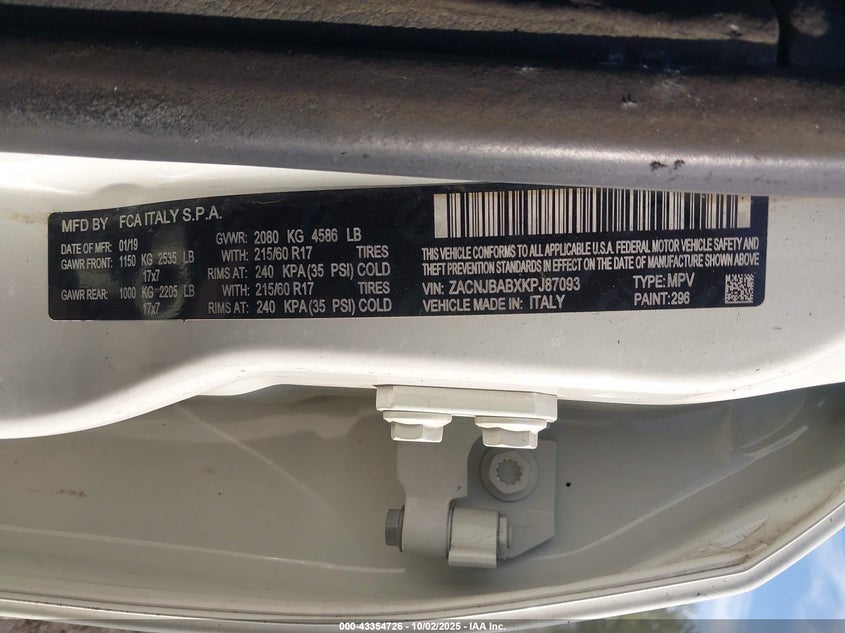 MFD BY FCA ITALY S.P.A.
DATE OF MFR: 01/19 GVWR: 2080 KG 4586 LB
GAWR FRONT: 1150 KG 2535 LB WITH: 215/60 R17 TIRES
17x7 RIMS AT: 240 KPA (35 PSI) COLD
GAWR REAR: 1000 KG 2205 LB WITH: 215/60 R17 TIRES
17x7 RIMS AT: 240 KPA (35 PSI) COLD
THIS VEHICLE CONFORMS TO ALL APPLICABLE U.S.A. FEDERAL MOTOR VEHICLE SAFETY, BUMPER, AND
THEFT PREVENTION STANDARDS IN EFFECT ON THE DATE OF MANUFACTURE SHOWN ABOVE
VIN: ZACNJBABXKPJ87093 TYPE: MPV
VEHICLE MADE IN: ITALY PAINT: 296
000-43354726 - 10/02/2025 - IAA Inc.